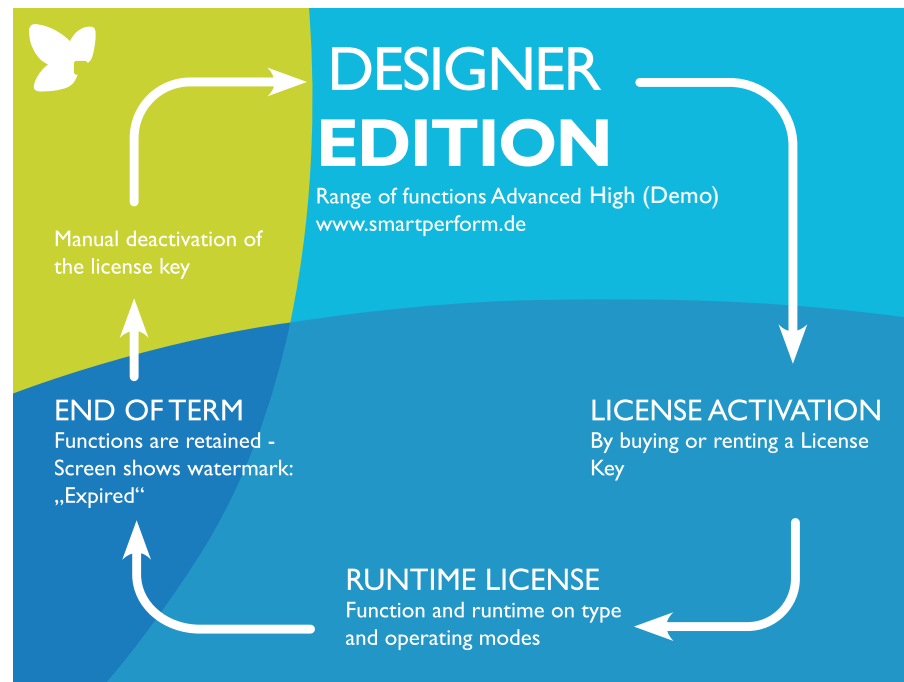 DESIGNER
EDITION
Range of functions Advanced High (Demo)
www.smartperform.de
Manual deactivation of
the license key
END OF TERM
Functions are retained -
Screen shows watermark:
„Expired“
LICENSE ACTIVATION
By buying or renting a License
Key
RUNTIME LICENSE
Function and runtime on type
and operating modes